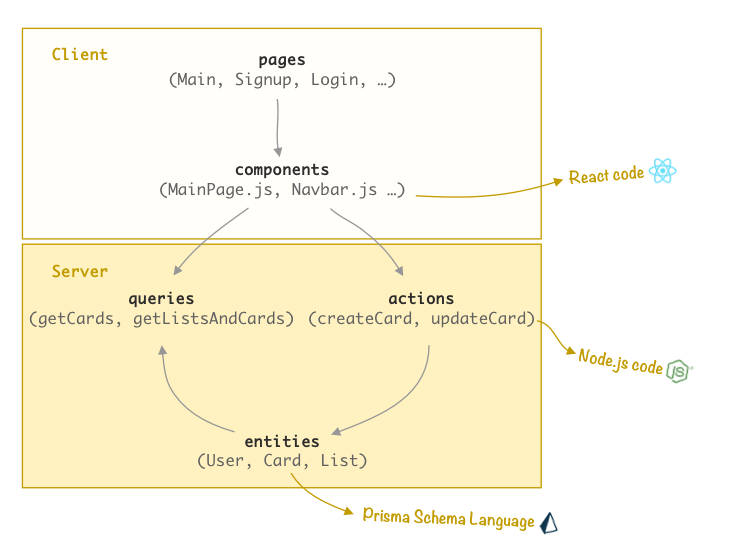 Client
pages
(Main, Signup, Login, …)
components
(MainPage.js, Navbar.js …)
React code
Server
queries
(getCards, getListsAndCards)
actions
(createCard, updateCard)
Node.js code
JS
entities
(User, Card, List)
Prisma Schema Language